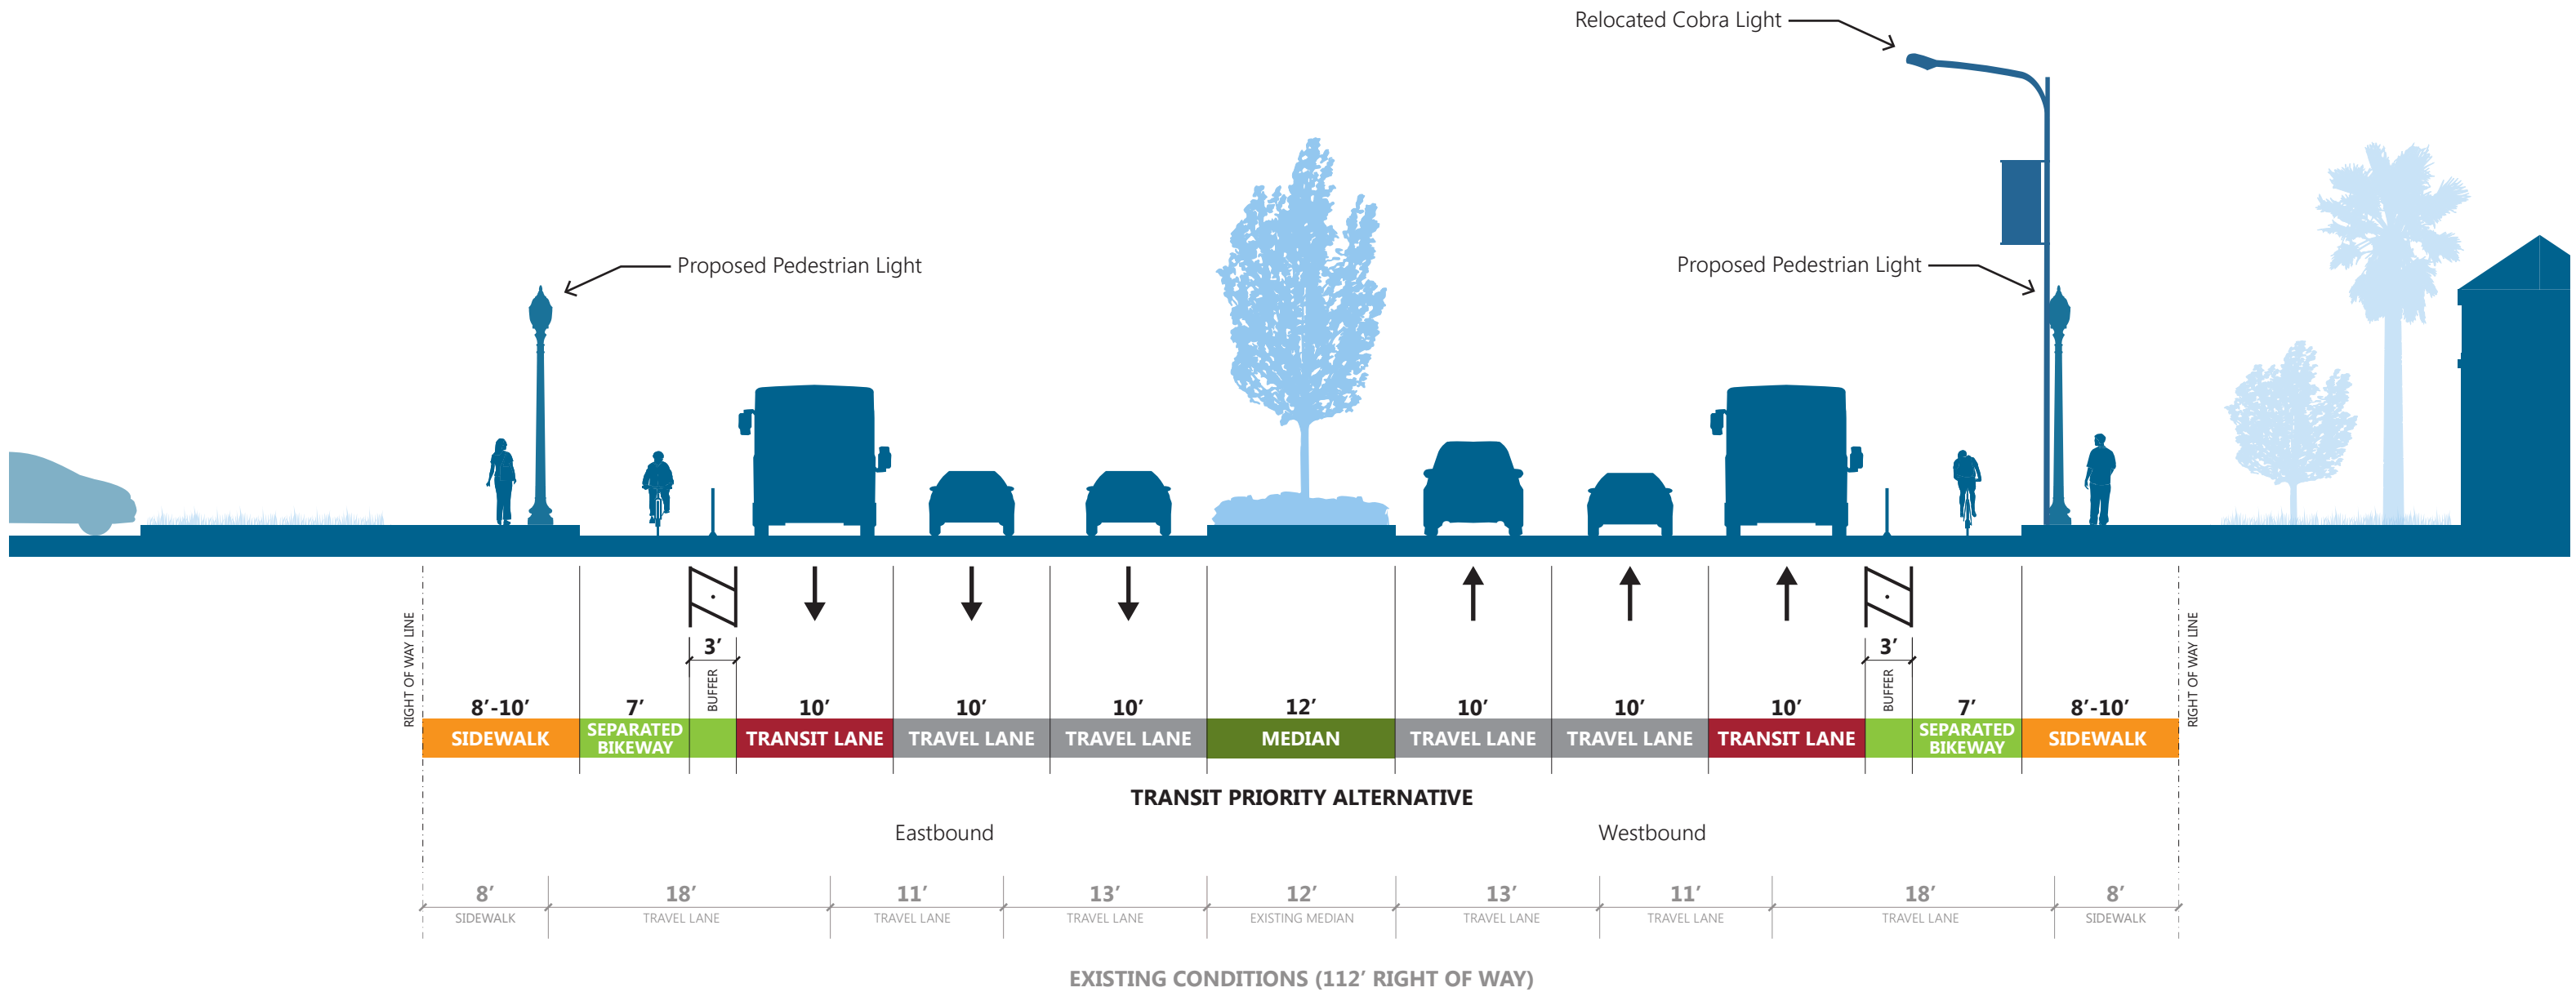 Relocated Cobra Light
Proposed Pedestrian Light
Proposed Pedestrian Light
RIGHT OF WAY LINE
RIGHT OF WAY LINE
3’
3’
BUFFER
BUFFER
8’-10’
7’
10’
10’
10’
12’
10’
10’
10’
7’
8’-10’
SIDEWALK
SEPARATED
BIKEWAY
TRANSIT LANE
TRAVEL LANE
TRAVEL LANE
MEDIAN
TRAVEL LANE
TRAVEL LANE
TRANSIT LANE
SEPARATED
BIKEWAY
SIDEWALK
TRANSIT PRIORITY ALTERNATIVE
Eastbound
Westbound
8’
18’
11’
13’
12’
13’
11’
18’
8’
SIDEWALK
TRAVEL LANE
TRAVEL LANE
TRAVEL LANE
EXISTING MEDIAN
TRAVEL LANE
TRAVEL LANE
TRAVEL LANE
SIDEWALK
EXISTING CONDITIONS (112’ RIGHT OF WAY)